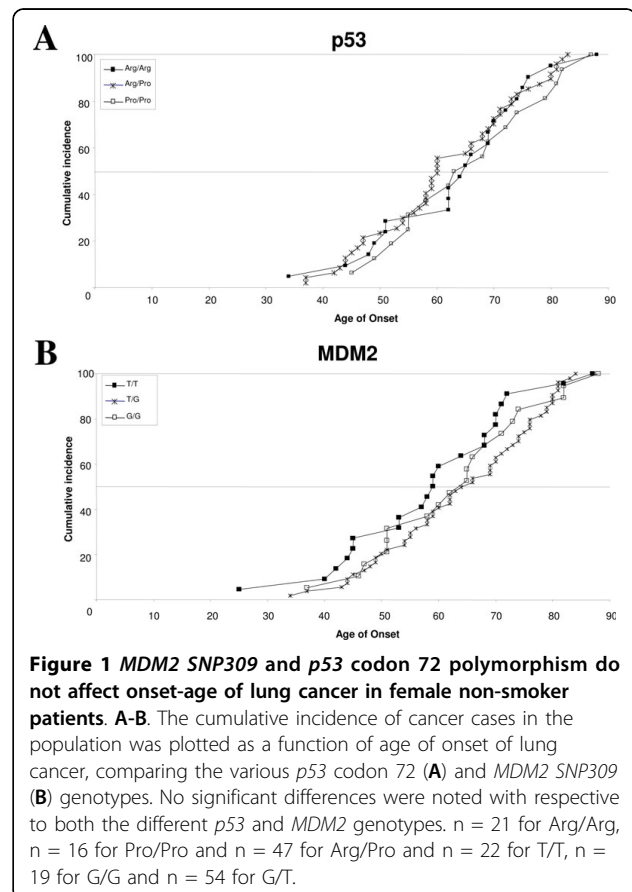 A
p53
Arg/Arg
Arg/Pro
Pro/Pro
Cumulative incidence
100
80
60
40
20
0
10
20
30
40
50
60
70
80
90
Age of Onset
B
MDM2
T/T
T/G
G/G
Cumulative incidence
100
80
60
40
20
0
10
20
30
40
50
60
70
80
90
Age of Onset
Figure 1 MDM2 SNP309 and p53 codon 72 polymorphism do
not affect onset-age of lung cancer in female non-smoker
patients. A-B. The cumulative incidence of cancer cases in the
population was plotted as a function of age of onset of lung
cancer, comparing the various p53 codon 72 (A) and MDM2 SNP309
(B) genotypes. No significant differences were noted with respective
to both the different p53 and MDM2 genotypes. n = 21 for Arg/Arg,
n = 16 for Pro/Pro and n = 47 for Arg/Pro and n = 22 for T/T, n =
19 for G/G and n = 54 for G/T.